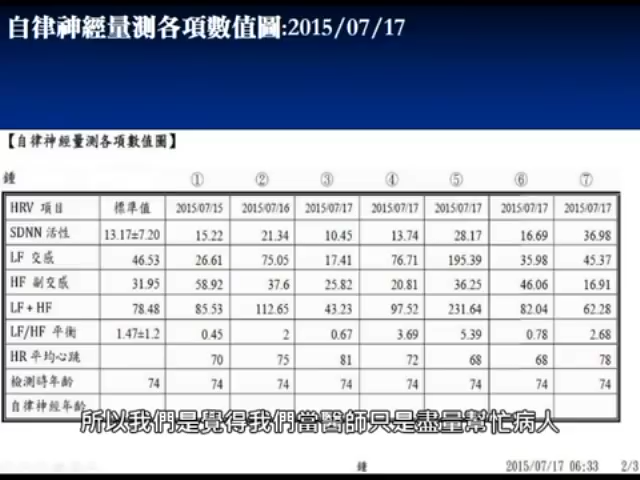 自律神經量測各項數值圖:2015/07/17
【自律神經量測各項數值圖】
鍾
① ② ③ ④ ⑤ ⑥ ⑦
HRV 項目 標準值 2015/07/15 2015/07/16 2015/07/17 2015/07/17 2015/07/17 2015/07/17 2015/07/17
SDNN 活性 13.17±7.20 15.22 21.34 10.45 13.74 28.17 16.69 36.98
LF 交感 46.53 26.61 75.05 17.41 76.71 195.39 35.98 45.37
HF 副交感 31.95 58.92 37.6 25.82 20.81 36.25 46.06 16.91
LF + HF 78.48 85.53 112.65 43.23 97.52 231.64 82.04 62.28
LF/HF 平衡 1.47±1.2 0.45 2 0.67 3.69 5.39 0.78 2.68
HR 平均心跳 70 75 81 72 68 68 78
檢測時年齡 74 74 74 74 74 74 74 74
自律神經年齡
所以我們是覺得我們當醫師只是盡量幫忙病人
鍾 2015/07/17 06:33 2/3